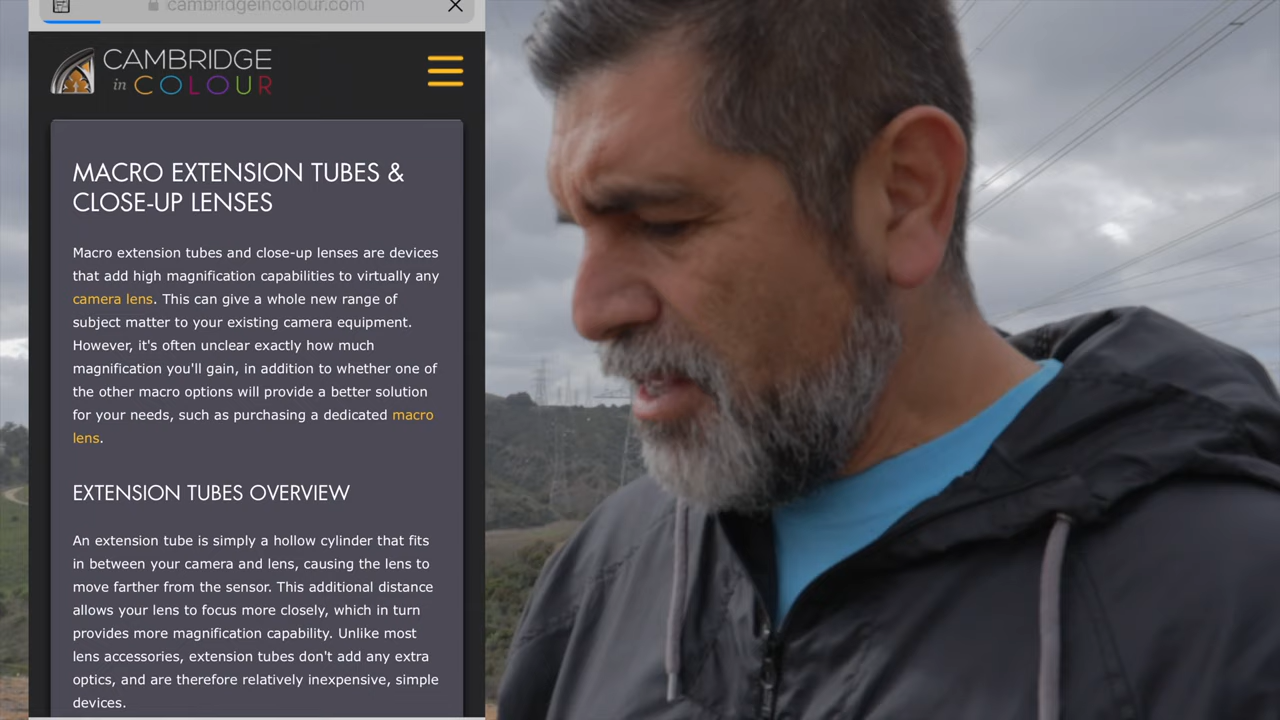 cambridgeincolour.com
CAMBRIDGE
in COLOUR
MACRO EXTENSION TUBES &
CLOSE-UP LENSES
Macro extension tubes and close-up lenses are devices
that add high magnification capabilities to virtually any
camera lens. This can give a whole new range of
subject matter to your existing camera equipment.
However, it's often unclear exactly how much
magnification you'll gain, in addition to whether one of
the other macro options will provide a better solution
for your needs, such as purchasing a dedicated macro
lens.
EXTENSION TUBES OVERVIEW
An extension tube is simply a hollow cylinder that fits
in between your camera and lens, causing the lens to
move farther from the sensor. This additional distance
allows your lens to focus more closely, which in turn
provides more magnification capability. Unlike most
lens accessories, extension tubes don't add any extra
optics, and are therefore relatively inexpensive, simple
devices.